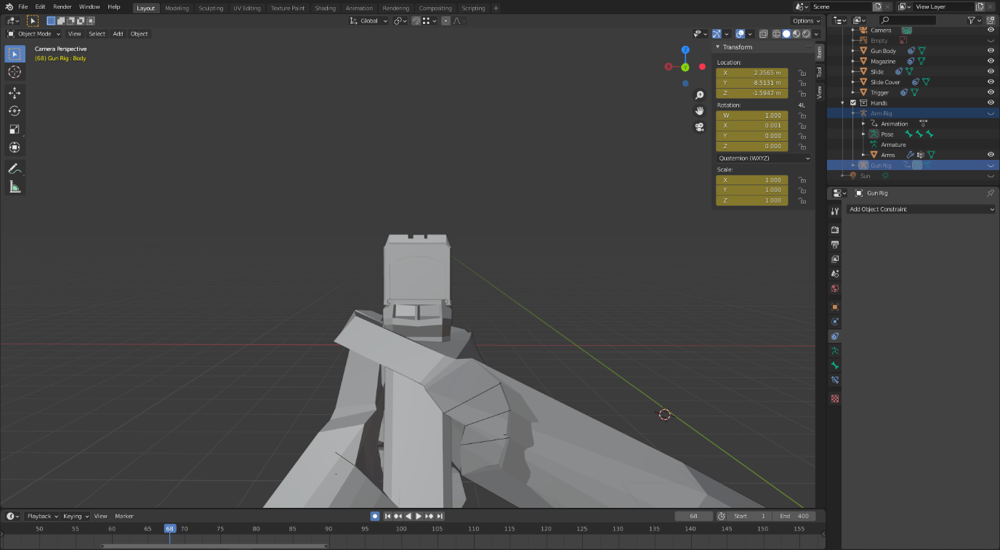 File Edit Render Window Help Layout Modeling Sculpting UV Editing Texture Paint Shading Animation Rendering Compositing Scripting + Scene View Layer
Global Options
Object Mode View Select Add Object
Camera Perspective
(68) Gun Rig : Body
Z
X
Y
Transform
Location:
X 2.3565 m
Y -8.5131 m
Z -1.5947 m
Rotation: 4L
W 1.000
X 0.001
Y 0.000
Z 0.000
Quaternion (WXYZ)
Scale:
X 1.000
Y 1.000
Z 1.000
Item
Tool
View
Camera
Empty
Gun Body
Magazine
Slide
Slide Cover
Trigger
Hands
Arm Rig
Animation
Pose
Armature
Arms
Gun Rig
Sun
Gun Rig
Add Object Constraint
Playback Keying View Marker 68 Start 1 End 400
50 55 60 65 68 70 75 80 85 90 95 100 105 110 115 120 125 130 135 140 145 150 155